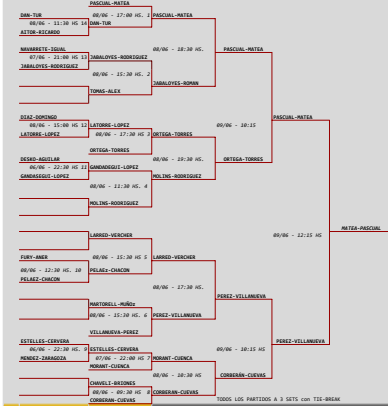 PASCUAL-MATEA
DAN-TUR
08/06 - 17:00 HS. 1
PASCUAL-MATEA
08/06 - 11:30 HS 14
DAN-TUR
AITOR-RICARDO
08/06 - 18:30 HS.
PASCUAL-MATEA
NAVARRETE-IGUAL
07/06 - 21:00 HS 13
JABALOYES-RODRIGUEZ
JABALOYES-RODRIGUEZ
08/06 - 15:30 HS. 2
JABALOYES-ROMAN
TOMAS-ALEX
09/06 - 10:15
PASCUAL-MATEA
DIAZ-DOMINGO
08/06 - 15:00 HS 12
LATORRE-LOPEZ
LATORRE-LOPEZ
08/06 - 17:30 HS 3
ORTEGA-TORRES
ORTEGA-TORRES
08/06 - 19:30 HS.
ORTEGA-TORRES
DESKO-AGUILAR
06/06 - 22:30 HS 11
GANDASEGUI-LOPEZ
GANDASEGUI-LOPEZ
MOLINS-RODRIGUEZ
08/06 - 11:30 HS. 4
MOLINS-RODRIGUEZ
09/06 - 12:15 HS
MATEA-PASCUAL
LARRED-VERCHER
FURY-ANER
08/06 - 15:30 HS 5
LARRED-VERCHER
08/06 - 12:30 HS. 10
PELAEz-CHACON
PELAEZ-CHACON
08/06 - 17:30 HS.
PEREZ-VILLANUEVA
MARTORELL-MUÑOz
08/06 - 15:30 HS. 6
PEREZ-VILLANUEVA
VILLANUEVA-PEREZ
09/06 - 10:15 HS
PEREZ-VILLANUEVA
ESTELLES-CERVERA
06/06 - 22:30 HS. 9
ESTELLES-CERVERA
MENDEZ-ZARAGOZA
07/06 - 22:00 HS 7
MORANT-CUENCA
MORANT-CUENCA
08/06 - 10:30 HS
CORBERÁN-CUEVAS
CHAVELI-BRIONES
08/06 - 09:30 HS 8
CORBERAN-CUEVAS
CORBERAN-CUEVAS
TODOS LOS PARTIDOS A 3 SETS con TIE-BREAK